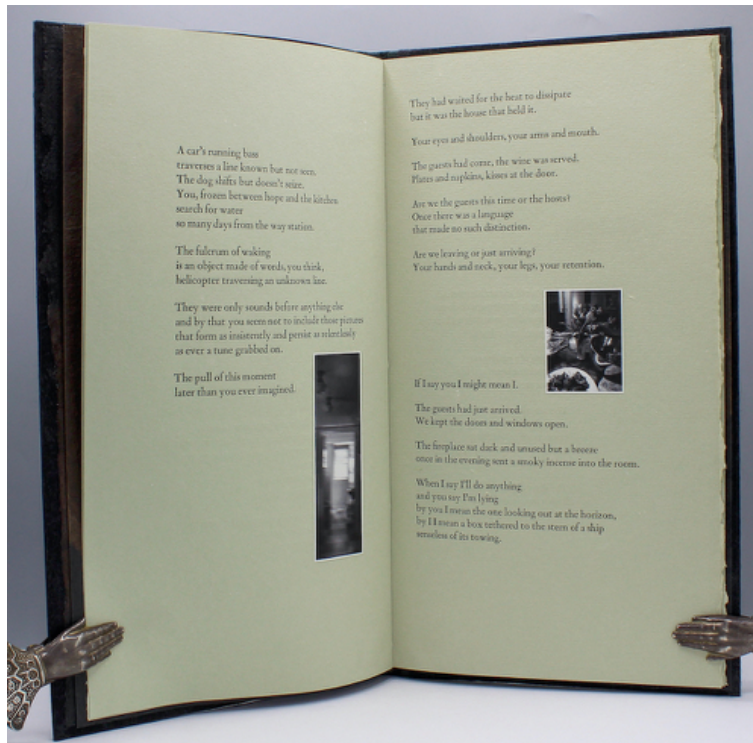 A car's running bass
traverses a line known but not seen.
The dog shifts but doesn't seize.
You, frozen between hope and the kitchen
search for water
so many days from the way station.
The fulcrum of waking
is an object made of words, you think,
helicopter traversing an unknown line.
They were only sounds before anything else
and by that you seem not to include those pictures
that form as insistently and persist as relentlessly
as ever a tune grabbed on.
The pull of this moment
later than you ever imagined.
They had waited for the heat to dissipate
but it was the house that held it.
Your eyes and shoulders, your arms and mouth.
The guests had come, the wine was served.
Plates and napkins, kisses at the door.
Are we the guests this time or the hosts?
Once there was a language
that made no such distinction.
Are we leaving or just arriving?
Your hands and neck, your legs, your retention.
If I say you I might mean I.
The guests had just arrived.
We kept the doors and windows open.
The fireplace sat dark and unused but a breeze
once in the evening sent a smoky incense into the room.
When I say I'll do anything
and you say I'm lying
by you I mean the one looking out at the horizon,
by I I mean a box tethered to the stern of a ship
senseless of its towing.